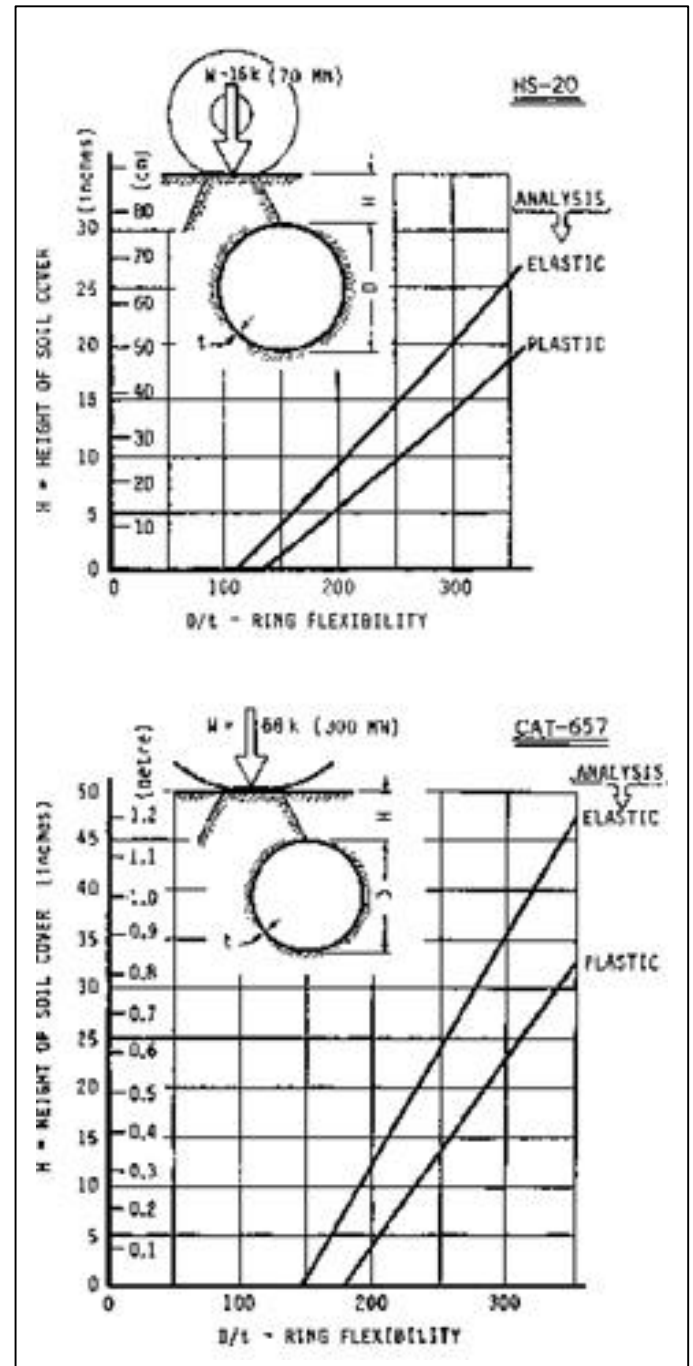 W=16k (70 MN)
HS-20
H = HEIGHT OF SOIL COVER (inches)
(cm)
30
25
20
15
10
5
0
80
70
60
50
40
30
20
10
H
D
t
ANALYSIS
ELASTIC
PLASTIC
0 100 200 300
D/t - RING FLEXIBILITY
W = 66k (300 MN)
CAT-657
H = HEIGHT OF SOIL COVER (inches)
(metre)
50
45
40
35
30
25
20
15
10
5
0
1.2
1.1
1.0
0.9
0.8
0.7
0.6
0.5
0.4
0.3
0.2
0.1
H
t
ANALYSIS
ELASTIC
PLASTIC
0 100 200 300
D/t - RING FLEXIBILITY